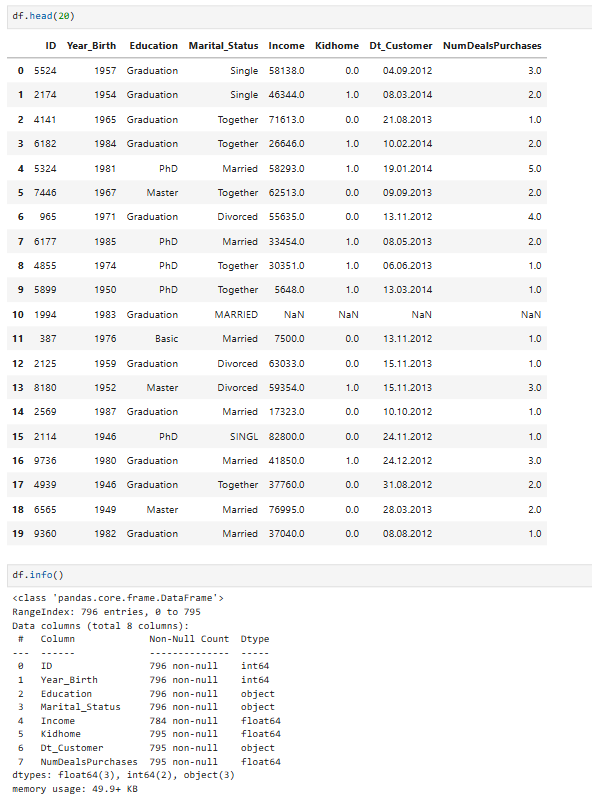 df.head(20)
ID Year_Birth Education Marital_Status Income Kidhome Dt_Customer NumDealsPurchases
0 5524 1957 Graduation Single 58138.0 0.0 04.09.2012 3.0
1 2174 1954 Graduation Single 46344.0 1.0 08.03.2014 2.0
2 4141 1965 Graduation Together 71613.0 0.0 21.08.2013 1.0
3 6182 1984 Graduation Together 26646.0 1.0 10.02.2014 2.0
4 5324 1981 PhD Married 58293.0 1.0 19.01.2014 5.0
5 7446 1967 Master Together 62513.0 0.0 09.09.2013 2.0
6 965 1971 Graduation Divorced 55635.0 0.0 13.11.2012 4.0
7 6177 1985 PhD Married 33454.0 1.0 08.05.2013 2.0
8 4855 1974 PhD Together 30351.0 1.0 06.06.2013 1.0
9 5899 1950 PhD Together 5648.0 1.0 13.03.2014 1.0
10 1994 1983 Graduation MARRIED NaN NaN NaN NaN
11 387 1976 Basic Married 7500.0 0.0 13.11.2012 1.0
12 2125 1959 Graduation Divorced 63033.0 0.0 15.11.2013 1.0
13 8180 1952 Master Divorced 59354.0 1.0 15.11.2013 3.0
14 2569 1987 Graduation Married 17323.0 0.0 10.10.2012 1.0
15 2114 1946 PhD SINGL 82800.0 0.0 24.11.2012 1.0
16 9736 1980 Graduation Married 41850.0 1.0 24.12.2012 3.0
17 4939 1946 Graduation Together 37760.0 0.0 31.08.2012 2.0
18 6565 1949 Master Married 76995.0 0.0 28.03.2013 2.0
19 9360 1982 Graduation Married 37040.0 0.0 08.08.2012 1.0
df.info()
<class 'pandas.core.frame.DataFrame'>
RangeIndex: 796 entries, 0 to 795
Data columns (total 8 columns):
# Column Non-Null Count Dtype
--- ------ -------------- -----
0 ID 796 non-null int64
1 Year_Birth 796 non-null int64
2 Education 796 non-null object
3 Marital_Status 796 non-null object
4 Income 784 non-null float64
5 Kidhome 795 non-null float64
6 Dt_Customer 795 non-null object
7 NumDealsPurchases 795 non-null float64
dtypes: float64(3), int64(2), object(3)
memory usage: 49.9+ KB